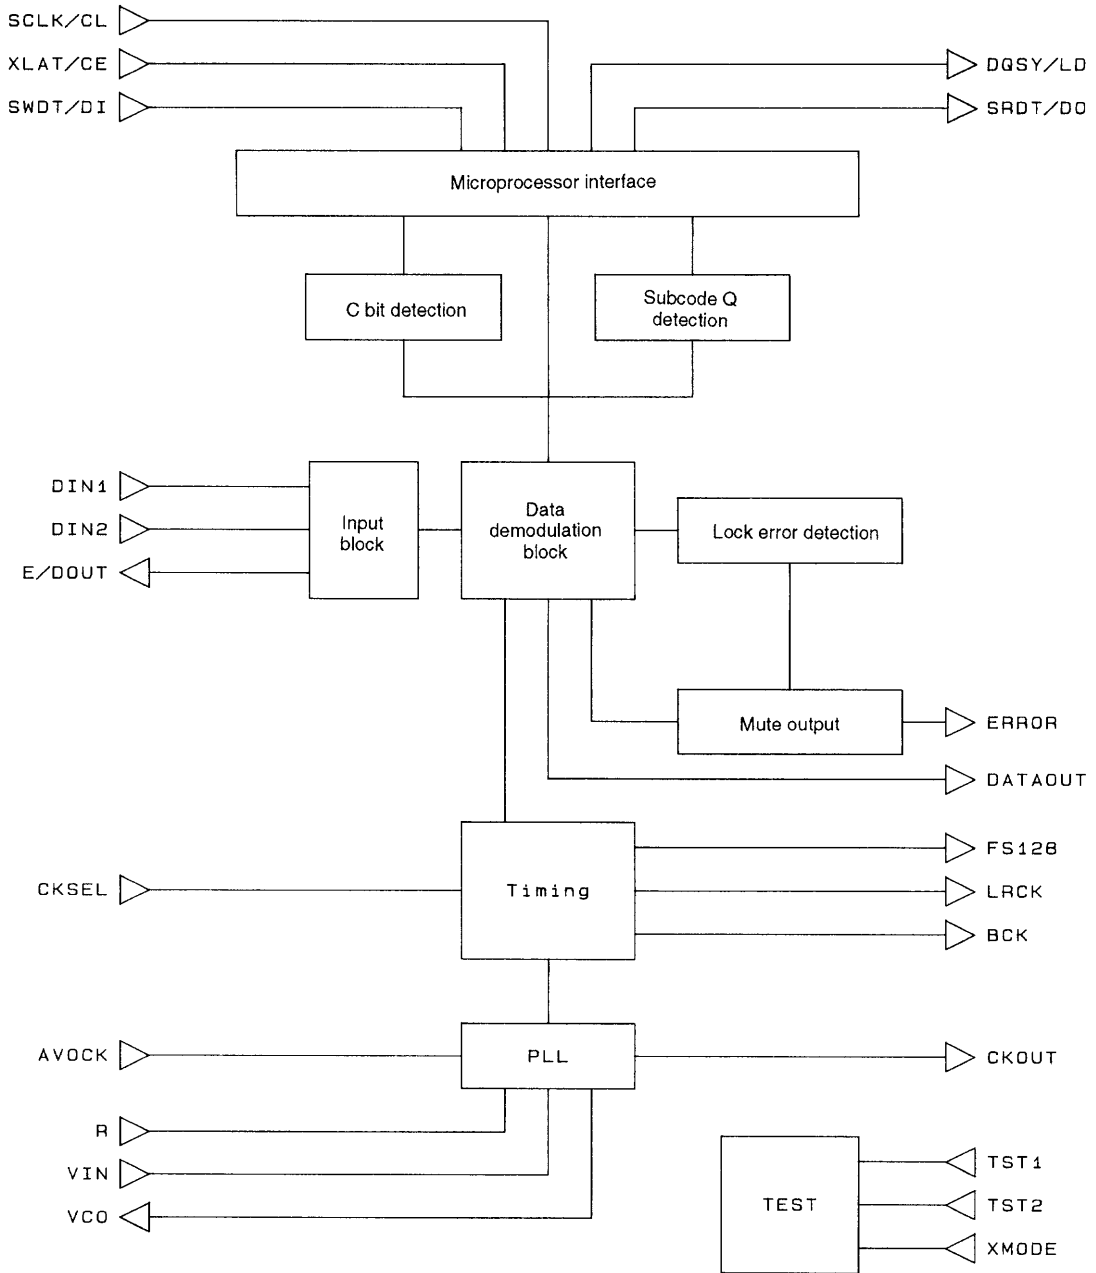 SCLK/CL
XLAT/CE
DQSY/LD
SWDT/DI
SRDT/DO
Microprocessor interface
C bit detection
Subcode Q
detection
DIN1
DIN2
E/DOUT
Input
block
Data
demodulation
block
Lock error detection
Mute output
ERROR
DATAOUT
FS128
CKSEL
Timing
LRCK
BCK
AVOCK
PLL
CKOUT
R
VIN
VCO
TEST
TST1
TST2
XMODE